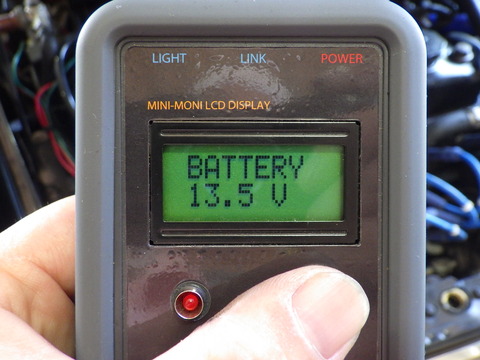 LIGHT LINK POWER
MINI-MONI LCD DISPLAY
BATTERY
13.5 V